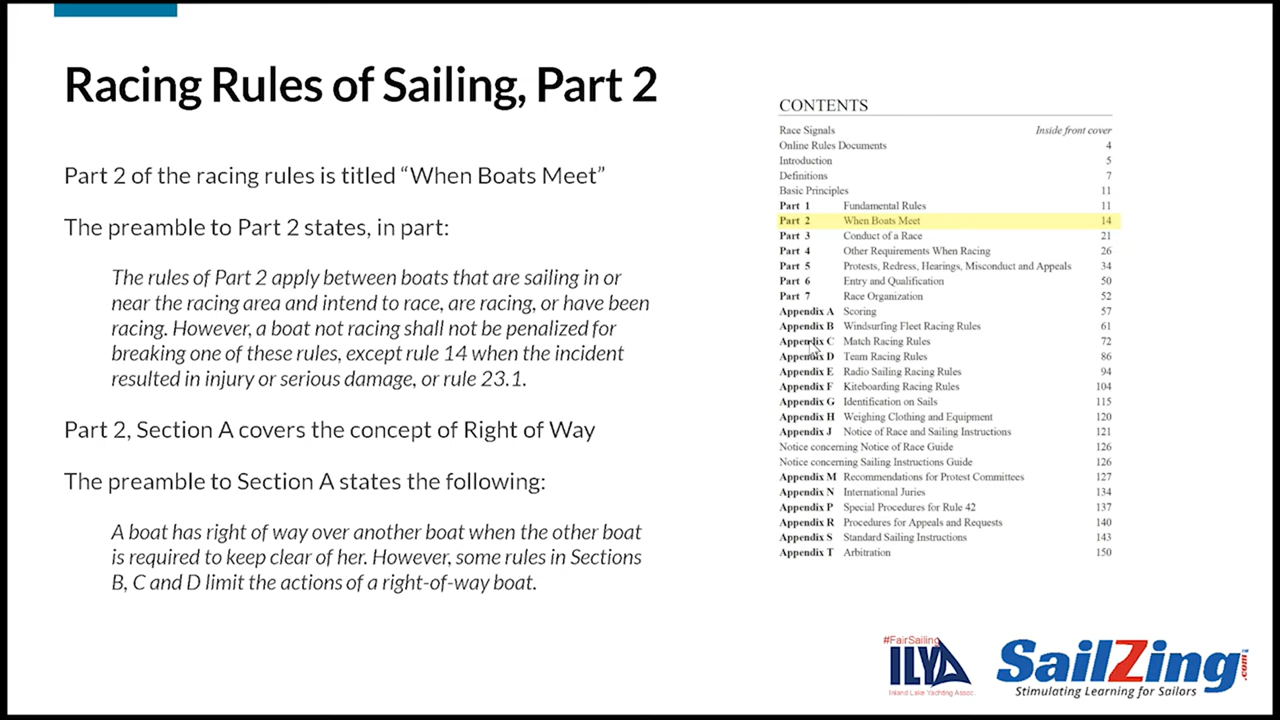 Racing Rules of Sailing, Part 2
Part 2 of the racing rules is titled “When Boats Meet”
The preamble to Part 2 states, in part:
The rules of Part 2 apply between boats that are sailing in or
near the racing area and intend to race, are racing, or have been
racing. However, a boat not racing shall not be penalized for
breaking one of these rules, except rule 14 when the incident
resulted in injury or serious damage, or rule 23.1.
Part 2, Section A covers the concept of Right of Way
The preamble to Section A states the following:
A boat has right of way over another boat when the other boat
is required to keep clear of her. However, some rules in Sections
B, C and D limit the actions of a right-of-way boat.
CONTENTS
Race Signals Inside front cover
Online Rules Documents 4
Introduction 5
Definitions 7
Basic Principles 11
Part 1 Fundamental Rules 11
Part 2 When Boats Meet 14
Part 3 Conduct of a Race 21
Part 4 Other Requirements When Racing 26
Part 5 Protests, Redress, Hearings, Misconduct and Appeals 34
Part 6 Entry and Qualification 50
Part 7 Race Organization 52
Appendix A Scoring 57
Appendix B Windsurfing Fleet Racing Rules 61
Appendix C Match Racing Rules 72
Appendix D Team Racing Rules 86
Appendix E Radio Sailing Racing Rules 94
Appendix F Kiteboarding Racing Rules 104
Appendix G Identification on Sails 115
Appendix H Weighing Clothing and Equipment 120
Appendix J Notice of Race and Sailing Instructions 121
Notice concerning Notice of Race Guide 126
Notice concerning Sailing Instructions Guide 126
Appendix M Recommendations for Protest Committees 127
Appendix N International Juries 134
Appendix P Special Procedures for Rule 42 137
Appendix R Procedures for Appeals and Requests 140
Appendix S Standard Sailing Instructions 143
Appendix T Arbitration 150
#FairSailing
ILYA
Inland Lake Yachting Assoc.
SailZing.com
Stimulating Learning for Sailors